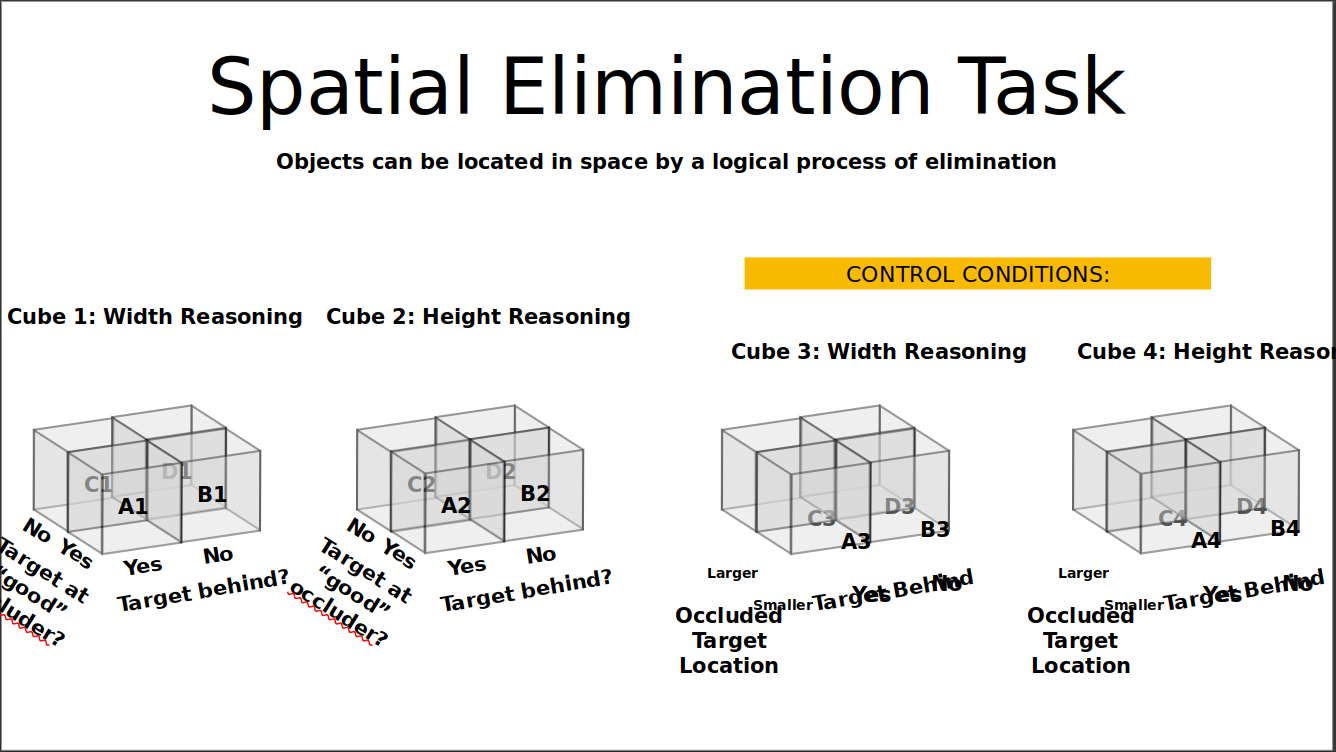 Spatial Elimination Task
Objects can be located in space by a logical process of elimination
CONTROL CONDITIONS:
Cube 1: Width Reasoning
Cube 2: Height Reasoning
Cube 3: Width Reasoning
Cube 4: Height Reason
C1
D1
A1
B1
No
Yes
Target at
“good”
luder?
Yes
No
Target behind?
C2
D2
A2
B2
No
Yes
Target at
“good”
occluder?
Yes
No
Target behind?
C3
D3
A3
B3
Larger
Smaller
Target Behind
Yes
No
Occluded
Target
Location
C4
D4
A4
B4
Larger
Smaller
Target Behind
Yes
No
Occluded
Target
Location